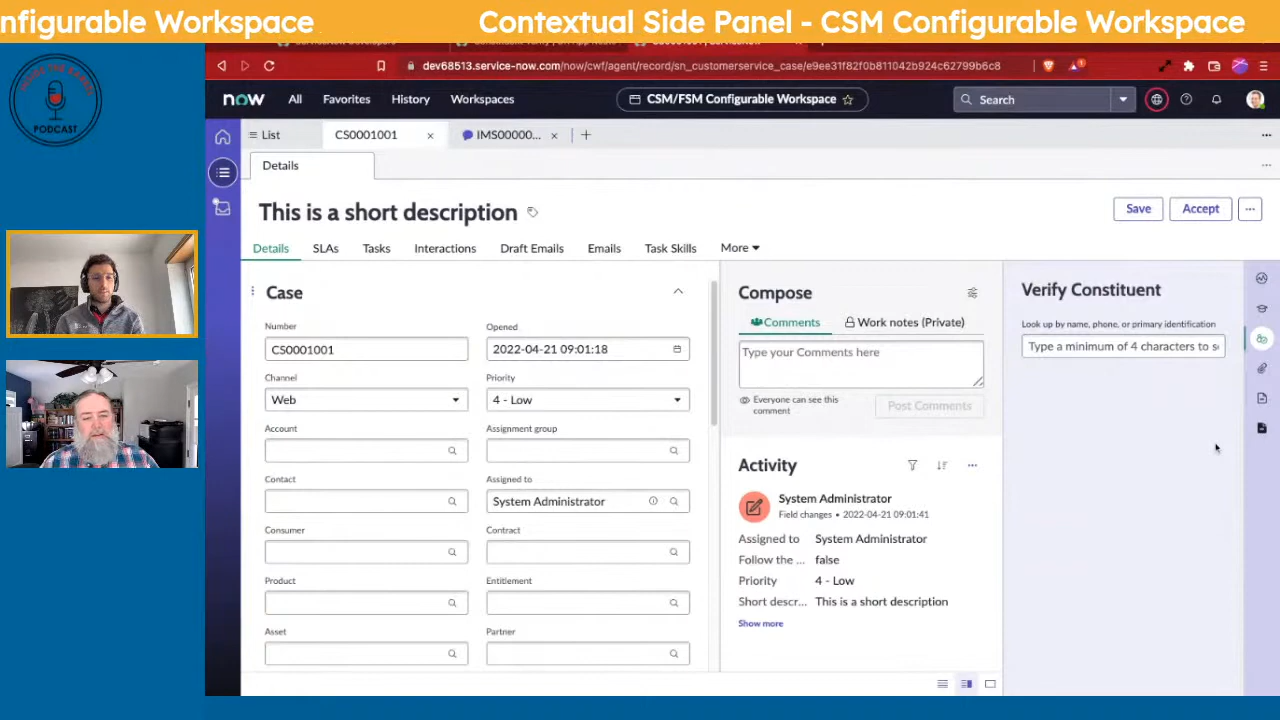 nfigurable Workspace
Contextual Side Panel - CSM Configurable Workspace
PODCAST
dev68513.service-now.com/now/cwf/agent/record/sn_customerservice_case/e9ee31f82f0b811042b924c62799b6c8
now All Favorites History Workspaces
CSM/FSM Configurable Workspace
Search
List CS0001001 IMS00000...
Details
This is a short description
Save Accept
Details SLAs Tasks Interactions Draft Emails Emails Task Skills More
Case
Number
CS0001001
Opened
2022-04-21 09:01:18
Channel
Web
Priority
4 - Low
Account
Assignment group
Contact
Assigned to
System Administrator
Consumer
Contract
Product
Entitlement
Asset
Partner
Compose
Comments Work notes (Private)
Type your Comments here
Everyone can see this
comment
Post Comments
Activity
System Administrator
Field changes • 2022-04-21 09:01:41
Assigned to System Administrator
Follow the ... false
Priority 4 - Low
Short descr... This is a short description
Show more
Verify Constituent
Look up by name, phone, or primary identification
Type a minimum of 4 characters to se